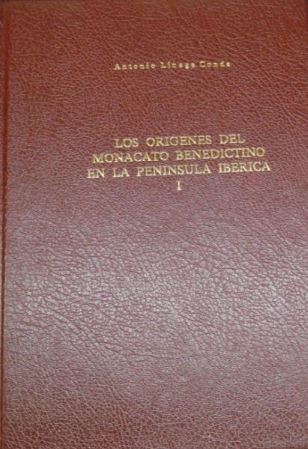 Antonio Linage Conde
LOS ORIGENES DEL
MONACATO BENEDICTINO
EN LA PENINSULA IBERICA
I